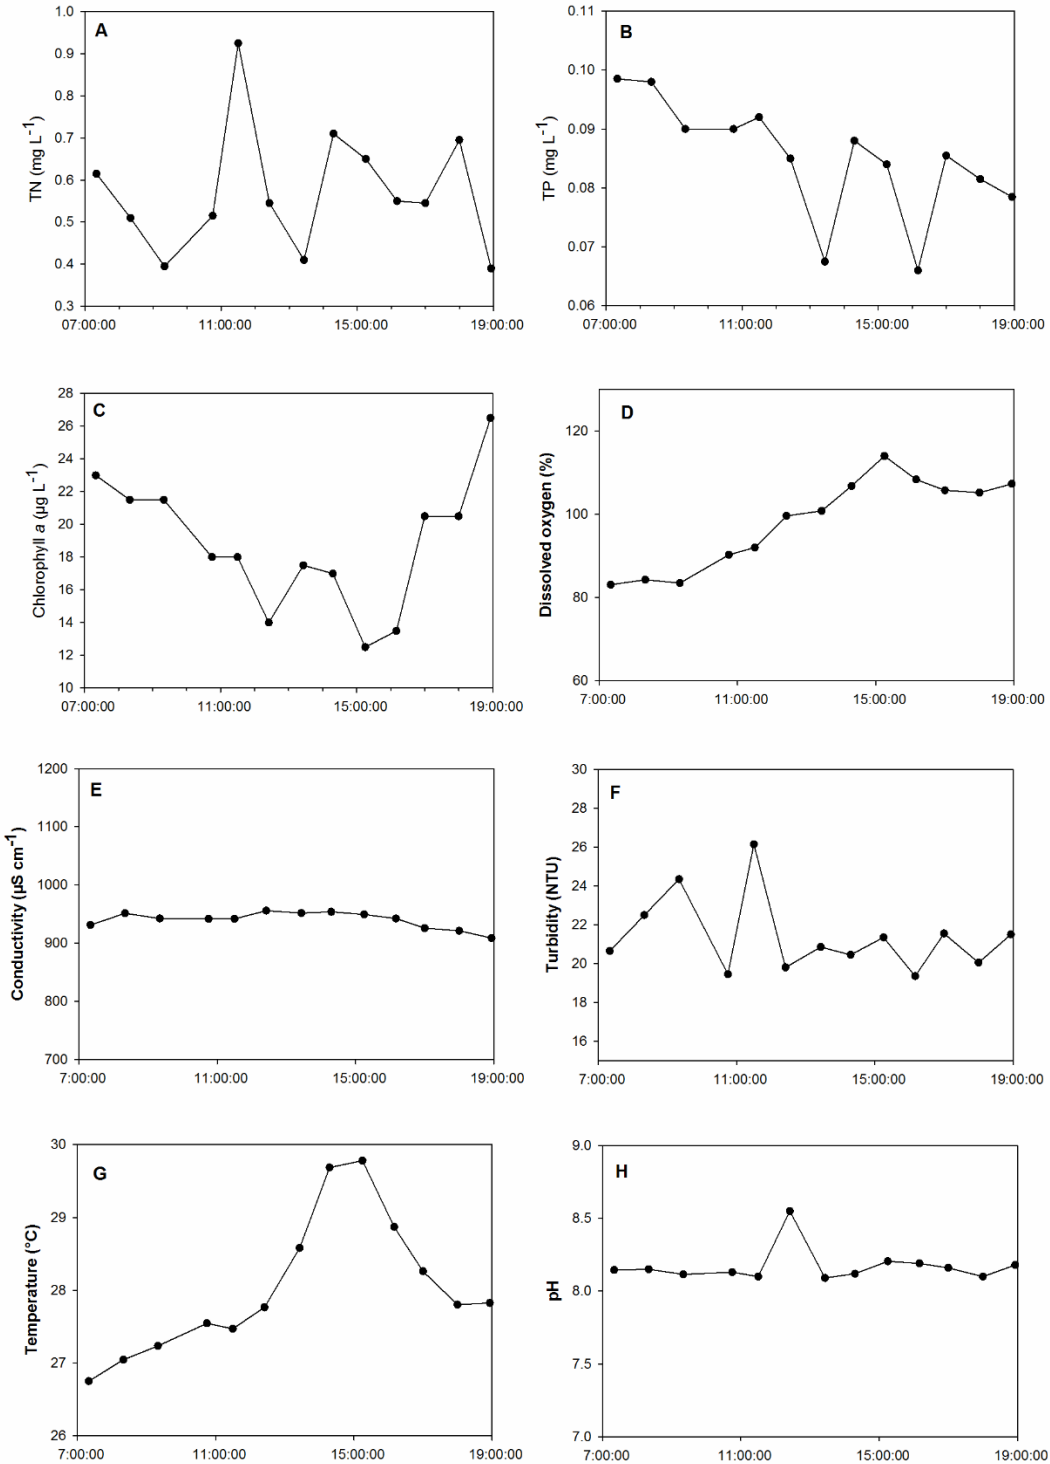 A
TN (mg L⁻¹)
1.0
0.9
0.8
0.7
0.6
0.5
0.4
0.3
07:00:00 11:00:00 15:00:00 19:00:00
B
TP (mg L⁻¹)
0.11
0.10
0.09
0.08
0.07
0.06
07:00:00 11:00:00 15:00:00 19:00:00
C
Chlorophyll a (µg L⁻¹)
28
26
24
22
20
18
16
14
12
10
07:00:00 11:00:00 15:00:00 19:00:00
D
Dissolved oxygen (%)
120
100
80
60
7:00:00 11:00:00 15:00:00 19:00:00
E
Conductivity (µS cm⁻¹)
1200
1100
1000
900
800
700
7:00:00 11:00:00 15:00:00 19:00:00
F
Turbidity (NTU)
30
28
26
24
22
20
18
16
7:00:00 11:00:00 15:00:00 19:00:00
G
Temperature (°C)
30
29
28
27
26
7:00:00 11:00:00 15:00:00 19:00:00
H
pH
9.0
8.5
8.0
7.5
7.0
7:00:00 11:00:00 15:00:00 19:00:00